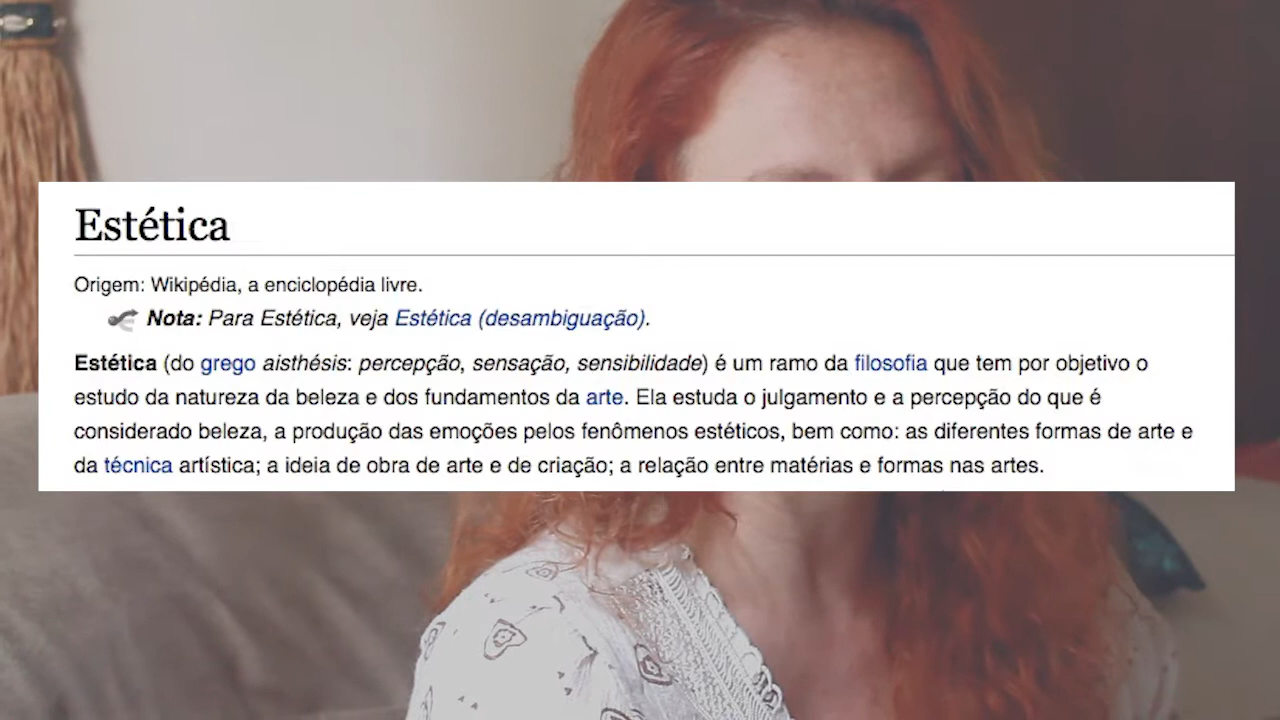 Estética
Origem: Wikipédia, a enciclopédia livre.
Nota: Para Estética, veja Estética (desambiguação).
Estética (do grego aisthésis: percepção, sensação, sensibilidade) é um ramo da filosofia que tem por objetivo o
estudo da natureza da beleza e dos fundamentos da arte. Ela estuda o julgamento e a percepção do que é
considerado beleza, a produção das emoções pelos fenômenos estéticos, bem como: as diferentes formas de arte e
da técnica artística; a ideia de obra de arte e de criação; a relação entre matérias e formas nas artes.